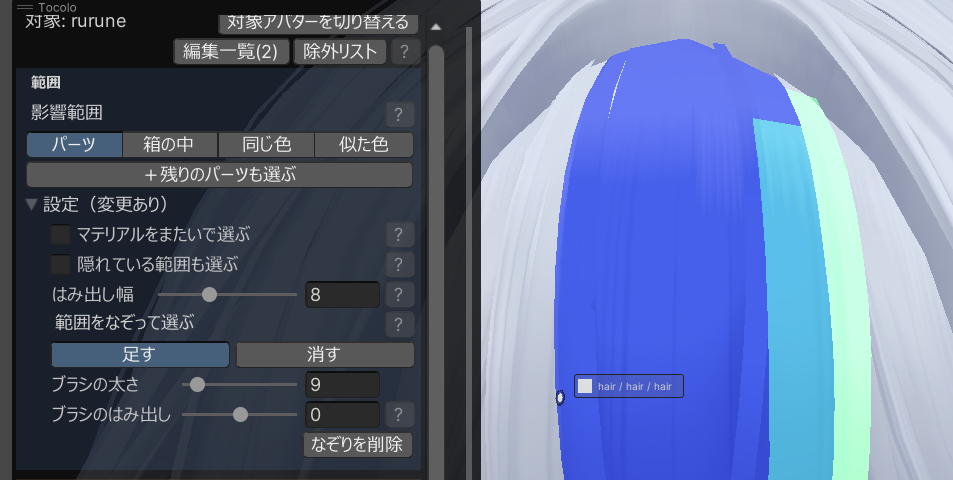 Tocolo
対象: rurune
対象アバターを切り替える
編集一覧(2) 除外リスト ?
範囲
影響範囲 ?
パーツ 箱の中 同じ色 似た色
＋残りのパーツも選ぶ
▼ 設定（変更あり）
マテリアルをまたいで選ぶ ?
隠れている範囲も選ぶ ?
はみ出し幅 8 ?
範囲をなぞって選ぶ ?
足す 消す
ブラシの太さ 9
ブラシのはみ出し 0 ?
なぞりを削除
hair / hair / hair